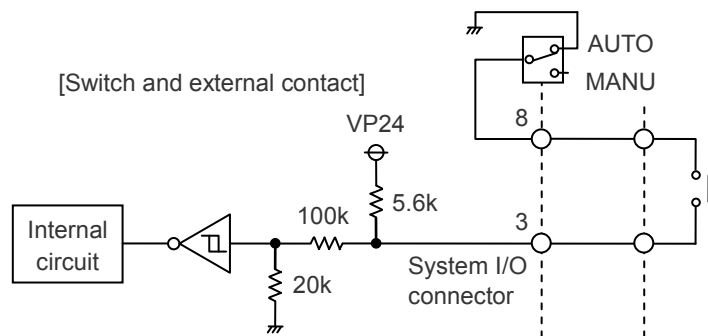 AUTO
[Switch and external contact]
MANU
VP24
8
5.6k
100k
3
Internal
circuit
System I/O
connector
20k